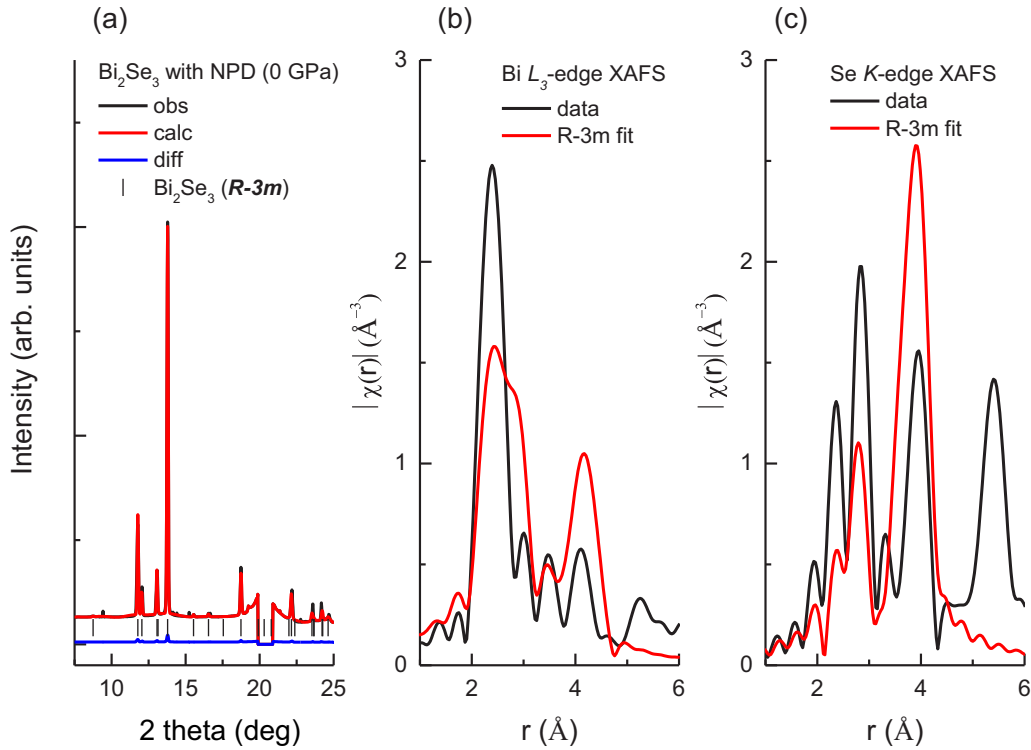 (a)
Bi₂Se₃ with NPD (0 GPa)
obs
calc
diff
Bi₂Se₃ (R-3m)
Intensity (arb. units)
10 15 20 25
2 theta (deg)
(b)
Bi L₃-edge XAFS
data
R-3m fit
|χ(r)| (Å⁻³)
3
2
1
0
2 4 6
r (Å)
(c)
Se K-edge XAFS
data
R-3m fit
|χ(r)| (Å⁻³)
3
2
1
0
2 4 6
r (Å)